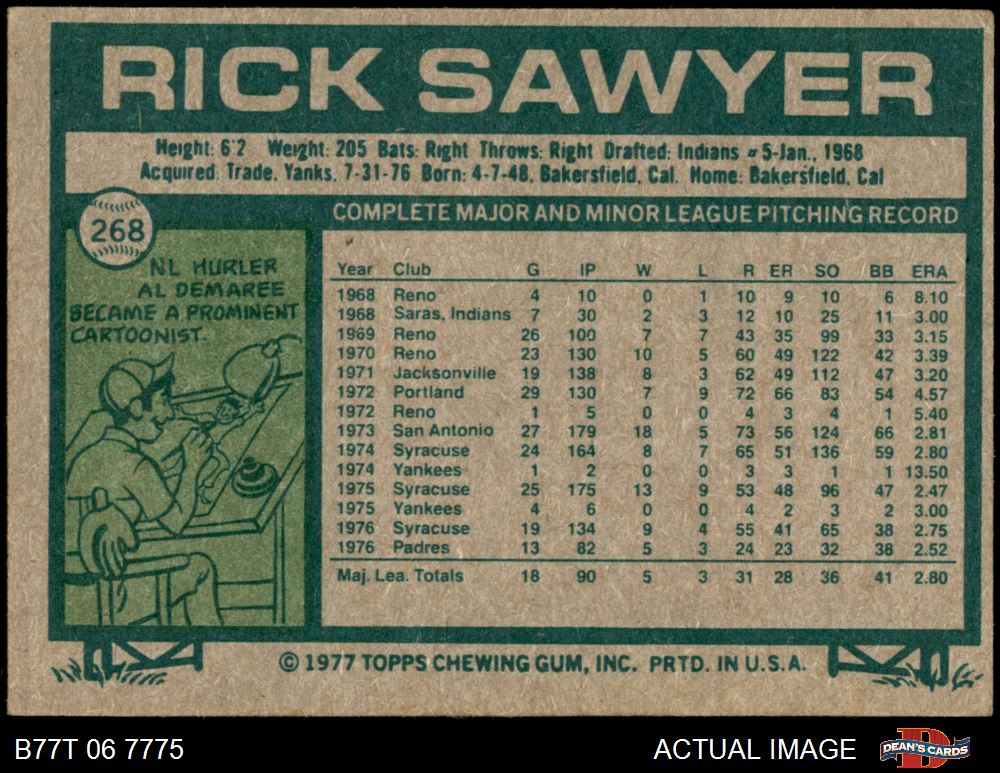 RICK SAWYER
Height: 6'2 Weight: 205 Bats: Right Throws: Right Drafted: Indians #5-Jan., 1968
Acquired: Trade, Yanks, 7-31-76 Born: 4-7-48, Bakersfield, Cal. Home: Bakersfield, Cal
268
NL HURLER
AL DEMAREE
BECAME A PROMINENT
CARTOONIST.
COMPLETE MAJOR AND MINOR LEAGUE PITCHING RECORD
Year Club G IP W L R ER SO BB ERA
1968 Reno 4 10 0 1 10 9 10 6 8.10
1968 Saras, Indians 7 30 2 3 12 10 25 11 3.00
1969 Reno 26 100 7 7 43 35 99 33 3.15
1970 Reno 23 130 10 5 60 49 122 42 3.39
1971 Jacksonville 19 138 8 3 62 49 112 47 3.20
1972 Portland 29 130 7 9 72 66 83 54 4.57
1972 Reno 1 5 0 0 4 3 4 1 5.40
1973 San Antonio 27 179 18 5 73 56 124 66 2.81
1974 Syracuse 24 164 8 7 65 51 136 59 2.80
1974 Yankees 1 2 0 0 3 3 1 1 13.50
1975 Syracuse 25 175 13 9 53 48 96 47 2.47
1975 Yankees 4 6 0 0 4 2 3 2 3.00
1976 Syracuse 19 134 9 4 55 41 65 38 2.75
1976 Padres 13 82 5 3 24 23 32 38 2.52
Maj. Lea. Totals 18 90 5 3 31 28 36 41 2.80
© 1977 TOPPS CHEWING GUM, INC. PRTD. IN U.S.A.
B77T 06 7775
ACTUAL IMAGE
DEAN'S CARDS